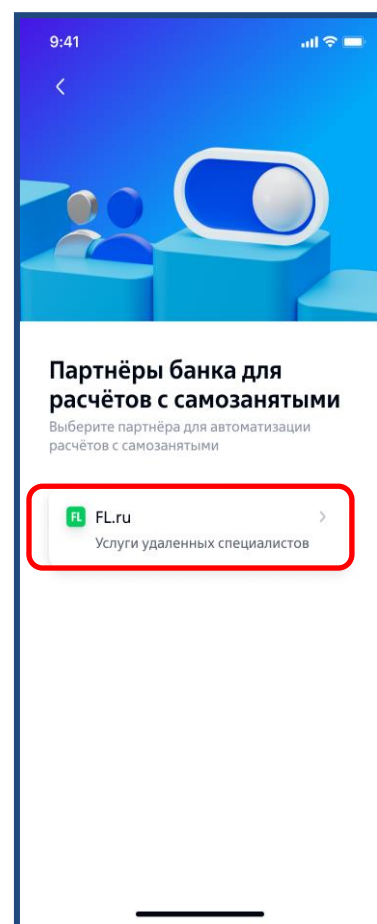 9:41
Партнёры банка для
расчётов с самозанятыми
Выберите партнёра для автоматизации
расчётов с самозанятыми
FL FL.ru
Услуги удаленных специалистов